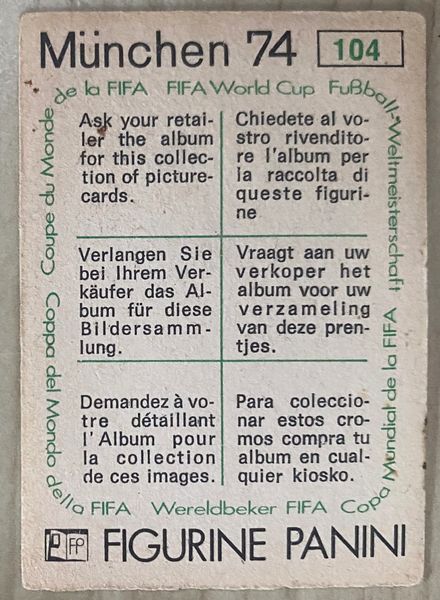 München 74 104
Coupe du Monde de la FIFA FIFA World Cup Fußball-Weltmeisterschaft
Ask your retai-
ler the album
for this collec-
tion of picture-
cards.
Chiedete al vo-
stro rivendito-
re l'album per
la raccolta di
queste figuri-
ne
Verlangen Sie
bei Ihrem Ver-
käufer das Al-
bum für diese
Bildersamm-
lung.
Vraagt aan uw
verkoper het
album voor uw
verzameling
van deze pren-
tjes.
Demandez à vo-
tre détaillant
l'Album pour
la collection
de ces images.
Para coleccio-
nar estos cro-
mos compra tu
album en cual-
quier kiosko.
Coppa del Mondo della FIFA Wereldbeker FIFA Copa Mundial de la FIFA
FP FIGURINE PANINI